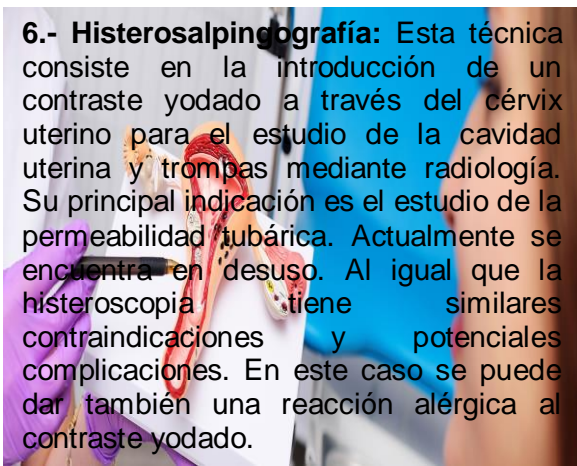 6.- Histerosalpingografía: Esta técnica
consiste en la introducción de un
contraste yodado a través del cérvix
uterino para el estudio de la cavidad
uterina y trompas mediante radiología.
Su principal indicación es el estudio de la
permeabilidad tubárica. Actualmente se
encuentra en desuso. Al igual que la
histeroscopia tiene similares
contraindicaciones y potenciales
complicaciones. En este caso se puede
dar también una reacción alérgica al
contraste yodado.